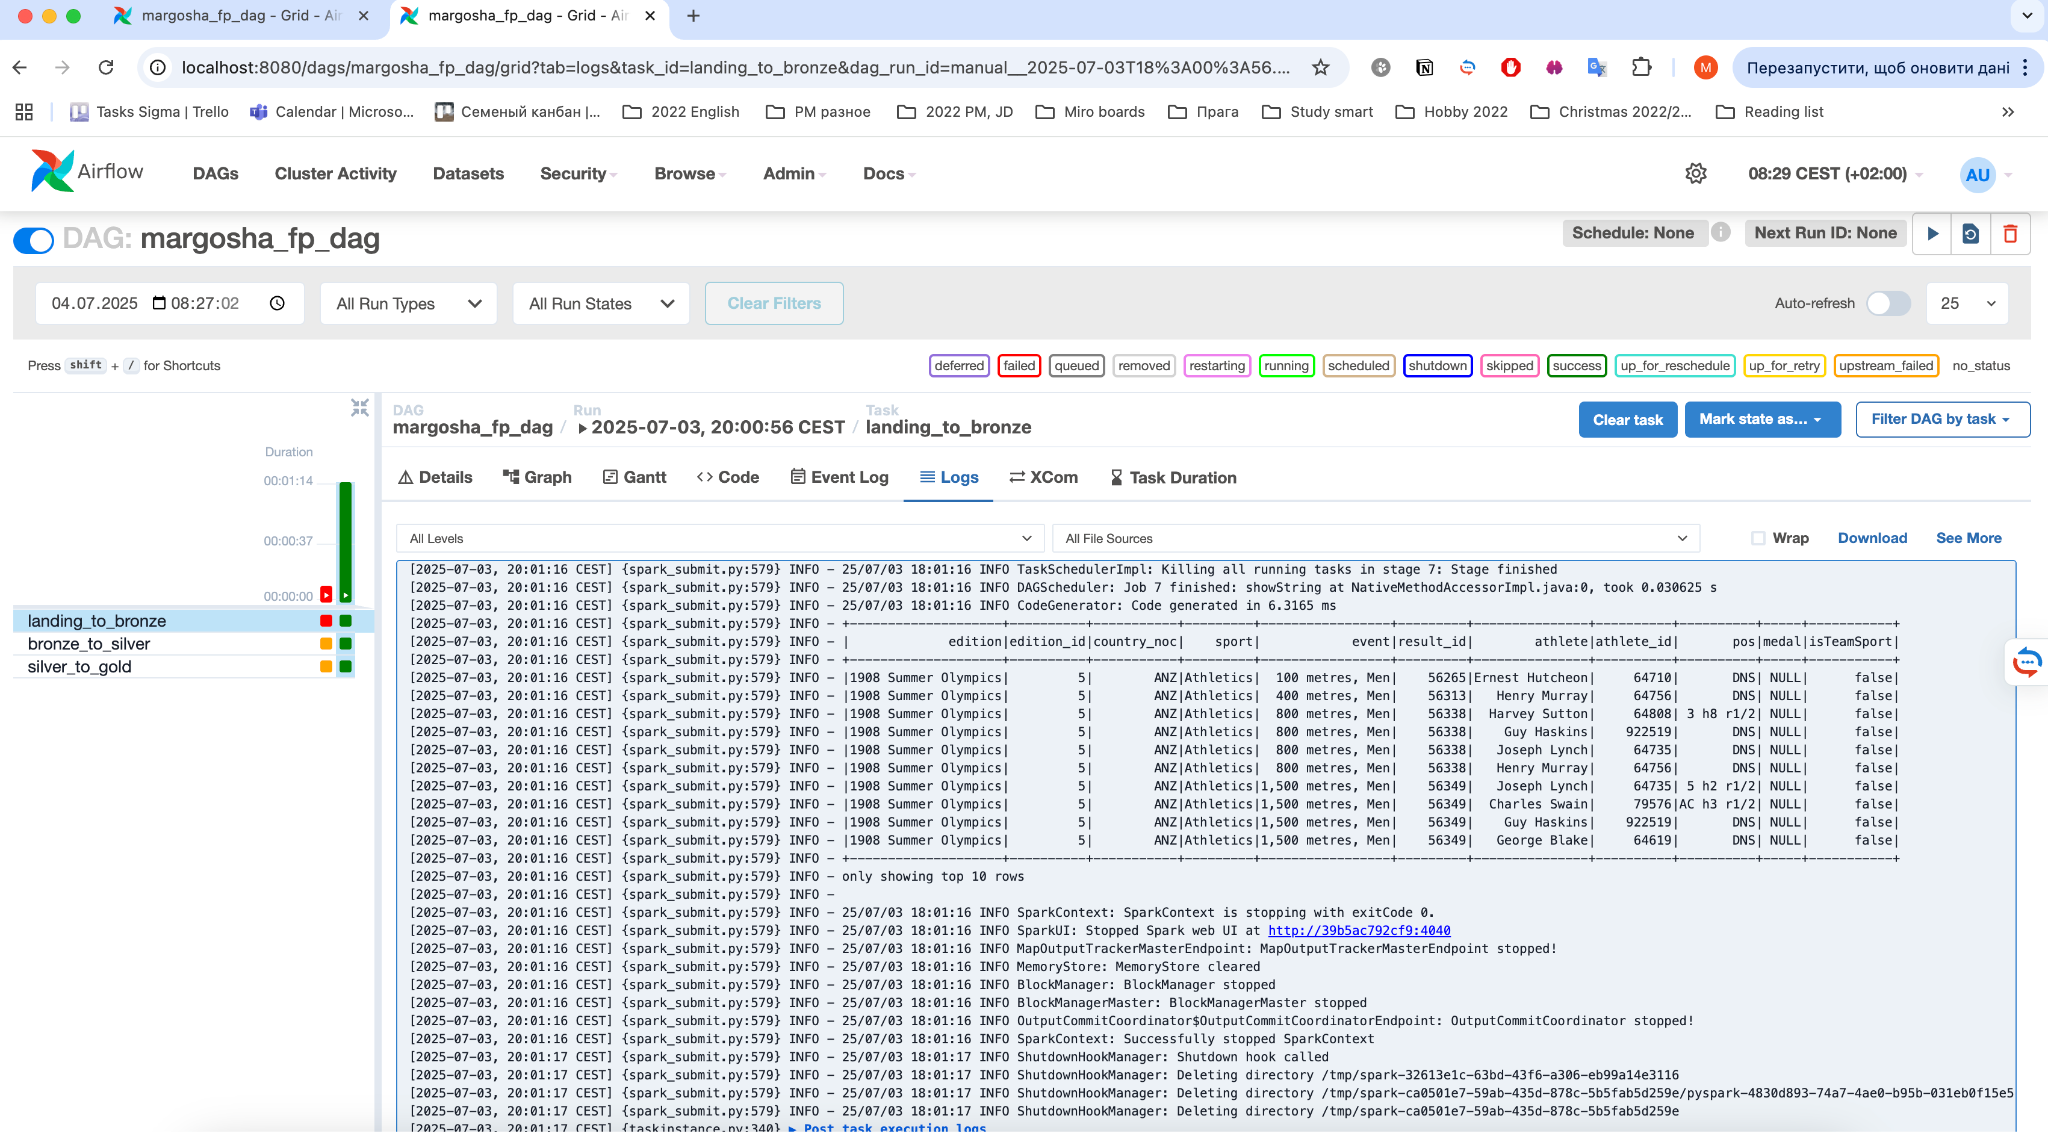 margosha_fp_dag - Grid - Air
margosha_fp_dag - Grid - Air
localhost:8080/dags/margosha_fp_dag/grid?tab=logs&task_id=landing_to_bronze&dag_run_id=manual__2025-07-03T18%3A00%3A56....
M
Перезапустити, щоб оновити дані
Tasks Sigma | Trello
Calendar | Microso...
Семеный канбан |...
2022 English
PM разное
2022 PM, JD
Miro boards
Прага
Study smart
Hobby 2022
Christmas 2022/2...
Reading list
Airflow
DAGs
Cluster Activity
Datasets
Security
Browse
Admin
Docs
08:29 CEST (+02:00)
AU
DAG: margosha_fp_dag
Schedule: None
Next Run ID: None
04.07.2025 08:27:02
All Run Types
All Run States
Clear Filters
Auto-refresh
25
Press shift + / for Shortcuts
deferred
failed
queued
removed
restarting
running
scheduled
shutdown
skipped
success
up_for_reschedule
up_for_retry
upstream_failed
no_status
Duration
00:01:14
00:00:37
00:00:00
landing_to_bronze
bronze_to_silver
silver_to_gold
DAG
margosha_fp_dag
/
Run
2025-07-03, 20:00:56 CEST
/
Task
landing_to_bronze
Clear task
Mark state as...
Filter DAG by task
Details
Graph
Gantt
Code
Event Log
Logs
XCom
Task Duration
All Levels
All File Sources
Wrap
Download
See More
[2025-07-03, 20:01:16 CEST] {spark_submit.py:579} INFO - 25/07/03 18:01:16 INFO TaskSchedulerImpl: Killing all running tasks in stage 7: Stage finished
[2025-07-03, 20:01:16 CEST] {spark_submit.py:579} INFO - 25/07/03 18:01:16 INFO DAGScheduler: Job 7 finished: showString at NativeMethodAccessorImpl.java:0, took 0.030625 s
[2025-07-03, 20:01:16 CEST] {spark_submit.py:579} INFO - 25/07/03 18:01:16 INFO CodeGenerator: Code generated in 6.3165 ms
[2025-07-03, 20:01:16 CEST] {spark_submit.py:579} INFO - +--------------------+----------+-----------+---------+-----------------+---------+---------------+----------+----------+-----+-----------+
[2025-07-03, 20:01:16 CEST] {spark_submit.py:579} INFO - |             edition|edition_id|country_noc|    sport|            event|result_id|        athlete|athlete_id|       pos|medal|isTeamSport|
[2025-07-03, 20:01:16 CEST] {spark_submit.py:579} INFO - +--------------------+----------+-----------+---------+-----------------+---------+---------------+----------+----------+-----+-----------+
[2025-07-03, 20:01:16 CEST] {spark_submit.py:579} INFO - |1908 Summer Olympics|         5|        ANZ|Athletics|  100 metres, Men|    56265|Ernest Hutcheon|     64710|       DNS| NULL|      false|
[2025-07-03, 20:01:16 CEST] {spark_submit.py:579} INFO - |1908 Summer Olympics|         5|        ANZ|Athletics|  400 metres, Men|    56313|   Henry Murray|     64756|       DNS| NULL|      false|
[2025-07-03, 20:01:16 CEST] {spark_submit.py:579} INFO - |1908 Summer Olympics|         5|        ANZ|Athletics|  800 metres, Men|    56338|  Harvey Sutton|     64808| 3 h8 r1/2| NULL|      false|
[2025-07-03, 20:01:16 CEST] {spark_submit.py:579} INFO - |1908 Summer Olympics|         5|        ANZ|Athletics|  800 metres, Men|    56338|    Guy Haskins|    922519|       DNS| NULL|      false|
[2025-07-03, 20:01:16 CEST] {spark_submit.py:579} INFO - |1908 Summer Olympics|         5|        ANZ|Athletics|  800 metres, Men|    56338|   Joseph Lynch|     64735|       DNS| NULL|      false|
[2025-07-03, 20:01:16 CEST] {spark_submit.py:579} INFO - |1908 Summer Olympics|         5|        ANZ|Athletics|  800 metres, Men|    56338|   Henry Murray|     64756|       DNS| NULL|      false|
[2025-07-03, 20:01:16 CEST] {spark_submit.py:579} INFO - |1908 Summer Olympics|         5|        ANZ|Athletics|1,500 metres, Men|    56349|   Joseph Lynch|     64735| 5 h2 r1/2| NULL|      false|
[2025-07-03, 20:01:16 CEST] {spark_submit.py:579} INFO - |1908 Summer Olympics|         5|        ANZ|Athletics|1,500 metres, Men|    56349|  Charles Swain|     79576|AC h3 r1/2| NULL|      false|
[2025-07-03, 20:01:16 CEST] {spark_submit.py:579} INFO - |1908 Summer Olympics|         5|        ANZ|Athletics|1,500 metres, Men|    56349|    Guy Haskins|    922519|       DNS| NULL|      false|
[2025-07-03, 20:01:16 CEST] {spark_submit.py:579} INFO - |1908 Summer Olympics|         5|        ANZ|Athletics|1,500 metres, Men|    56349|   George Blake|     64619|       DNS| NULL|      false|
[2025-07-03, 20:01:16 CEST] {spark_submit.py:579} INFO - +--------------------+----------+-----------+---------+-----------------+---------+---------------+----------+----------+-----+-----------+
[2025-07-03, 20:01:16 CEST] {spark_submit.py:579} INFO - only showing top 10 rows
[2025-07-03, 20:01:16 CEST] {spark_submit.py:579} INFO -
[2025-07-03, 20:01:16 CEST] {spark_submit.py:579} INFO - 25/07/03 18:01:16 INFO SparkContext: SparkContext is stopping with exitCode 0.
[2025-07-03, 20:01:16 CEST] {spark_submit.py:579} INFO - 25/07/03 18:01:16 INFO SparkUI: Stopped Spark web UI at http://39b5ac792cf9:4040
[2025-07-03, 20:01:16 CEST] {spark_submit.py:579} INFO - 25/07/03 18:01:16 INFO MapOutputTrackerMasterEndpoint: MapOutputTrackerMasterEndpoint stopped!
[2025-07-03, 20:01:16 CEST] {spark_submit.py:579} INFO - 25/07/03 18:01:16 INFO MemoryStore: MemoryStore cleared
[2025-07-03, 20:01:16 CEST] {spark_submit.py:579} INFO - 25/07/03 18:01:16 INFO BlockManager: BlockManager stopped
[2025-07-03, 20:01:16 CEST] {spark_submit.py:579} INFO - 25/07/03 18:01:16 INFO BlockManagerMaster: BlockManagerMaster stopped
[2025-07-03, 20:01:16 CEST] {spark_submit.py:579} INFO - 25/07/03 18:01:16 INFO OutputCommitCoordinator$OutputCommitCoordinatorEndpoint: OutputCommitCoordinator stopped!
[2025-07-03, 20:01:16 CEST] {spark_submit.py:579} INFO - 25/07/03 18:01:16 INFO SparkContext: Successfully stopped SparkContext
[2025-07-03, 20:01:17 CEST] {spark_submit.py:579} INFO - 25/07/03 18:01:17 INFO ShutdownHookManager: Shutdown hook called
[2025-07-03, 20:01:17 CEST] {spark_submit.py:579} INFO - 25/07/03 18:01:17 INFO ShutdownHookManager: Deleting directory /tmp/spark-32613e1c-63bd-43f6-a306-eb99a14e3116
[2025-07-03, 20:01:17 CEST] {spark_submit.py:579} INFO - 25/07/03 18:01:17 INFO ShutdownHookManager: Deleting directory /tmp/spark-ca0501e7-59ab-435d-878c-5b5fab5d259e/pyspark-4830d893-74a7-4ae0-b95b-031eb0f15e5
[2025-07-03, 20:01:17 CEST] {spark_submit.py:579} INFO - 25/07/03 18:01:17 INFO ShutdownHookManager: Deleting directory /tmp/spark-ca0501e7-59ab-435d-878c-5b5fab5d259e
[2025-07-03, 20:01:17 CEST] {taskinstance.py:340} ▶ Post task execution logs